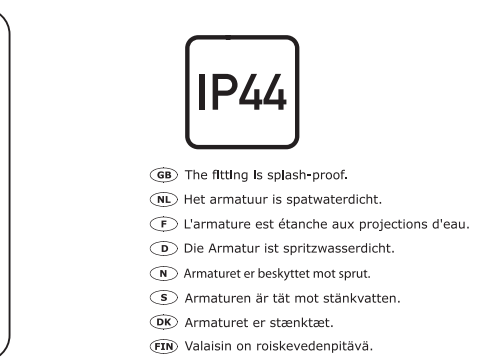 IP44
GB The fitting is splash-proof.
NL Het armatuur is spatwaterdicht.
F L'armature est étanche aux projections d'eau.
D Die Armatur ist spritzwasserdicht.
N Armaturet er beskyttet mot sprut.
S Armaturen är tät mot stänkvatten.
DK Armaturet er stænktæt.
FIN Valaisin on roiskevedenpitävä.